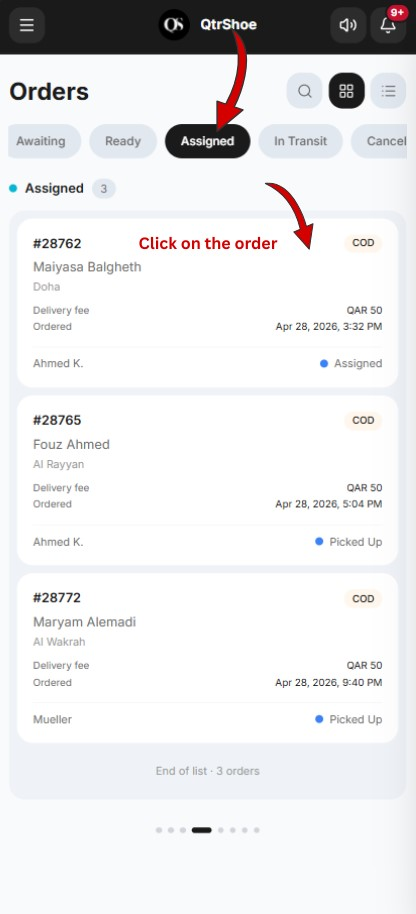 QS QtrShoe 9+
Orders
Awaiting Ready Assigned In Transit Cancel
Assigned 3
#28762 Click on the order COD
Maiyasa Balgheth
Doha
Delivery fee QAR 50
Ordered Apr 28, 2026, 3:32 PM
Ahmed K. Assigned
#28765 COD
Fouz Ahmed
Al Rayyan
Delivery fee QAR 50
Ordered Apr 28, 2026, 5:04 PM
Ahmed K. Picked Up
#28772 COD
Maryam Alemadi
Al Wakrah
Delivery fee QAR 50
Ordered Apr 28, 2026, 9:40 PM
Mueller Picked Up
End of list · 3 orders